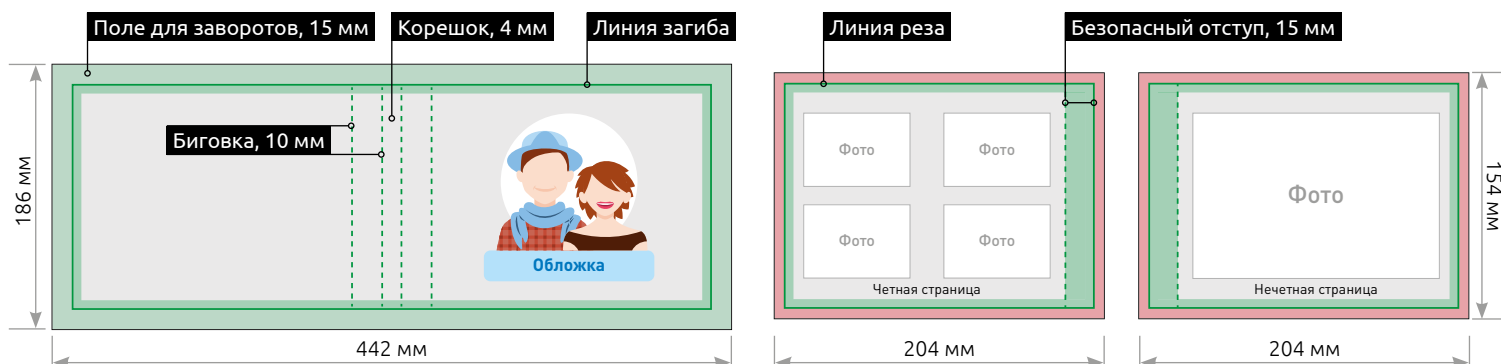 Поле для заворотов, 15 мм
Корешок, 4 мм
Линия загиба
Биговка, 10 мм
Обложка
186 мм
442 мм
Линия реза
Безопасный отступ, 15 мм
Фото
Фото
Фото
Фото
Четная страница
204 мм
Фото
Нечетная страница
154 мм
204 мм